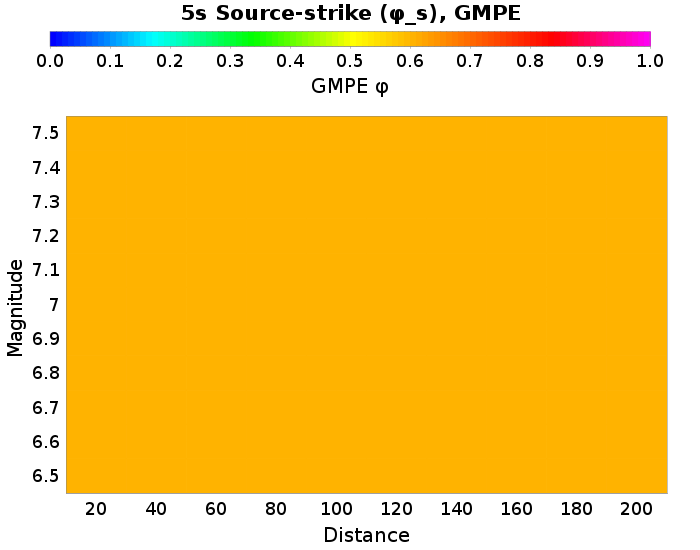 5s Source-strike (φ_s), GMPE
0.0 0.1 0.2 0.3 0.4 0.5 0.6 0.7 0.8 0.9 1.0
GMPE φ
7.5
7.4
7.3
7.2
7.1
7
6.9
6.8
6.7
6.6
6.5
Magnitude
20 40 60 80 100 120 140 160 180 200
Distance